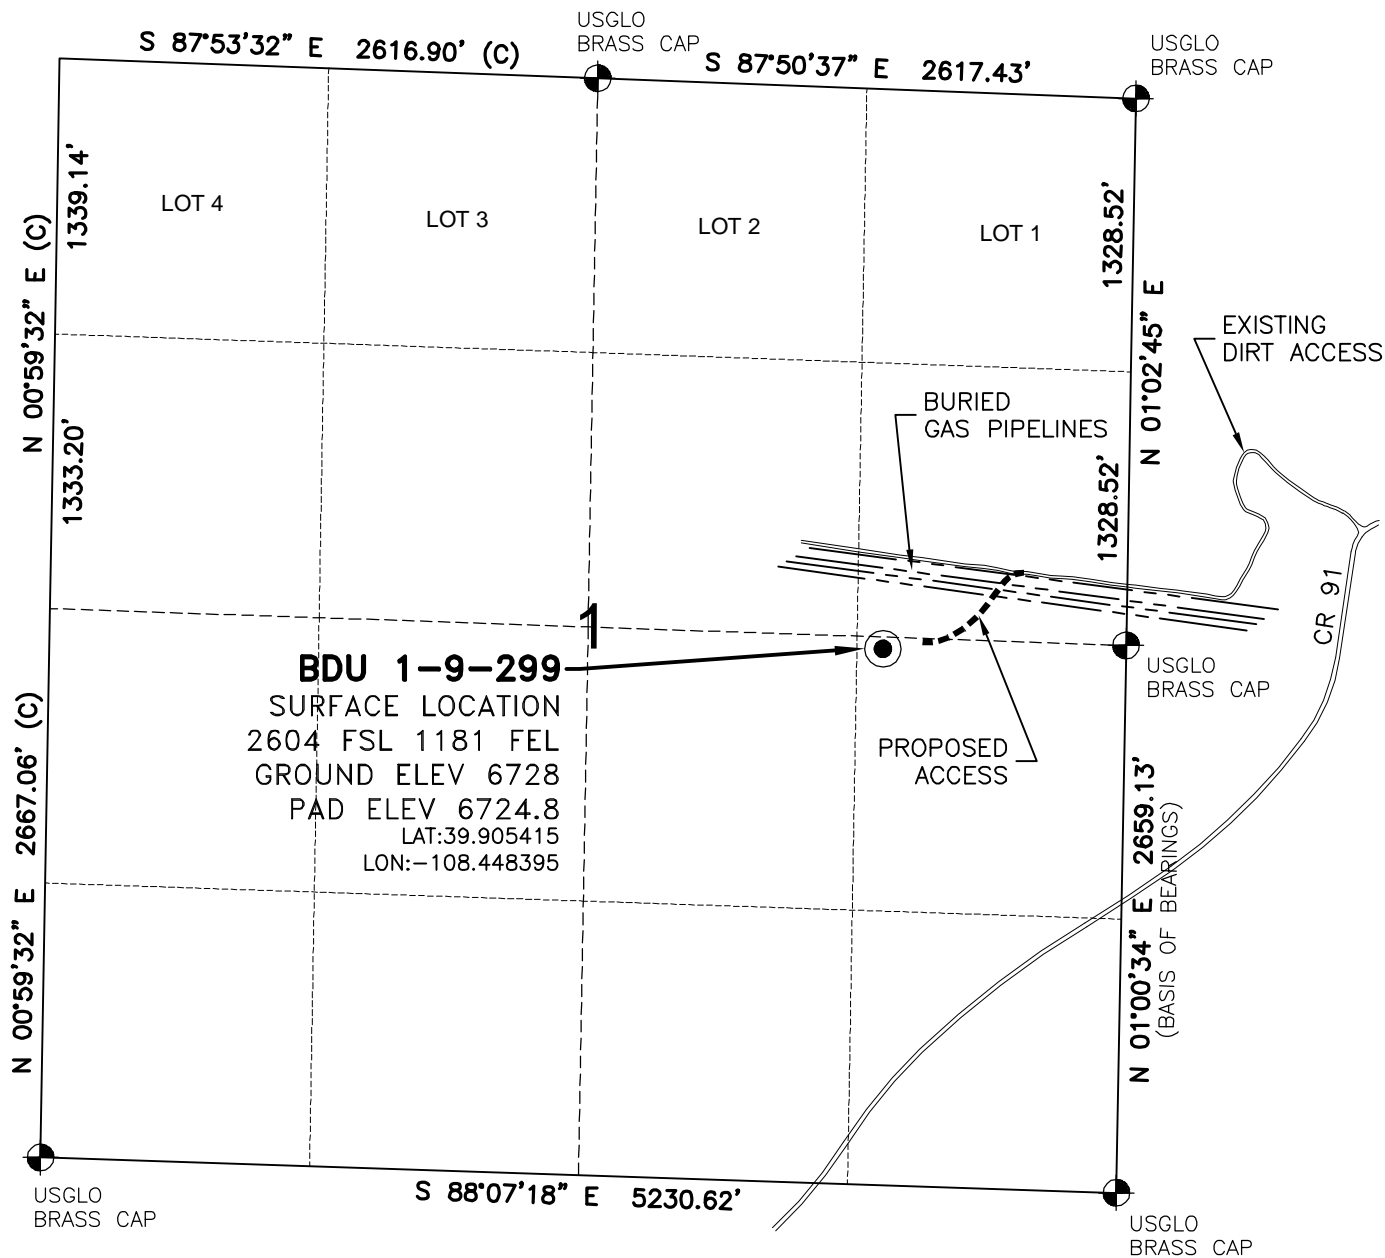 USGLO
BRASS CAP
S 87°53'32" E 2616.90' (C)
S 87°50'37" E 2617.43'
USGLO
BRASS CAP
1339.14'
N 00°59'32" E (C)
1333.20'
LOT 4
LOT 3
LOT 2
LOT 1
1328.52'
N 01°02'45" E
1328.52'
EXISTING
DIRT ACCESS
BURIED
GAS PIPELINES
CR 91
1
BDU 1-9-299
SURFACE LOCATION
2604 FSL 1181 FEL
GROUND ELEV 6728
PAD ELEV 6724.8
LAT:39.905415
LON:-108.448395
USGLO
BRASS CAP
PROPOSED
ACCESS
N 00°59'32" E 2667.06' (C)
N 01°00'34" E 2659.13'
(BASIS OF BEARINGS)
USGLO
BRASS CAP
S 88°07'18" E 5230.62'
USGLO
BRASS CAP